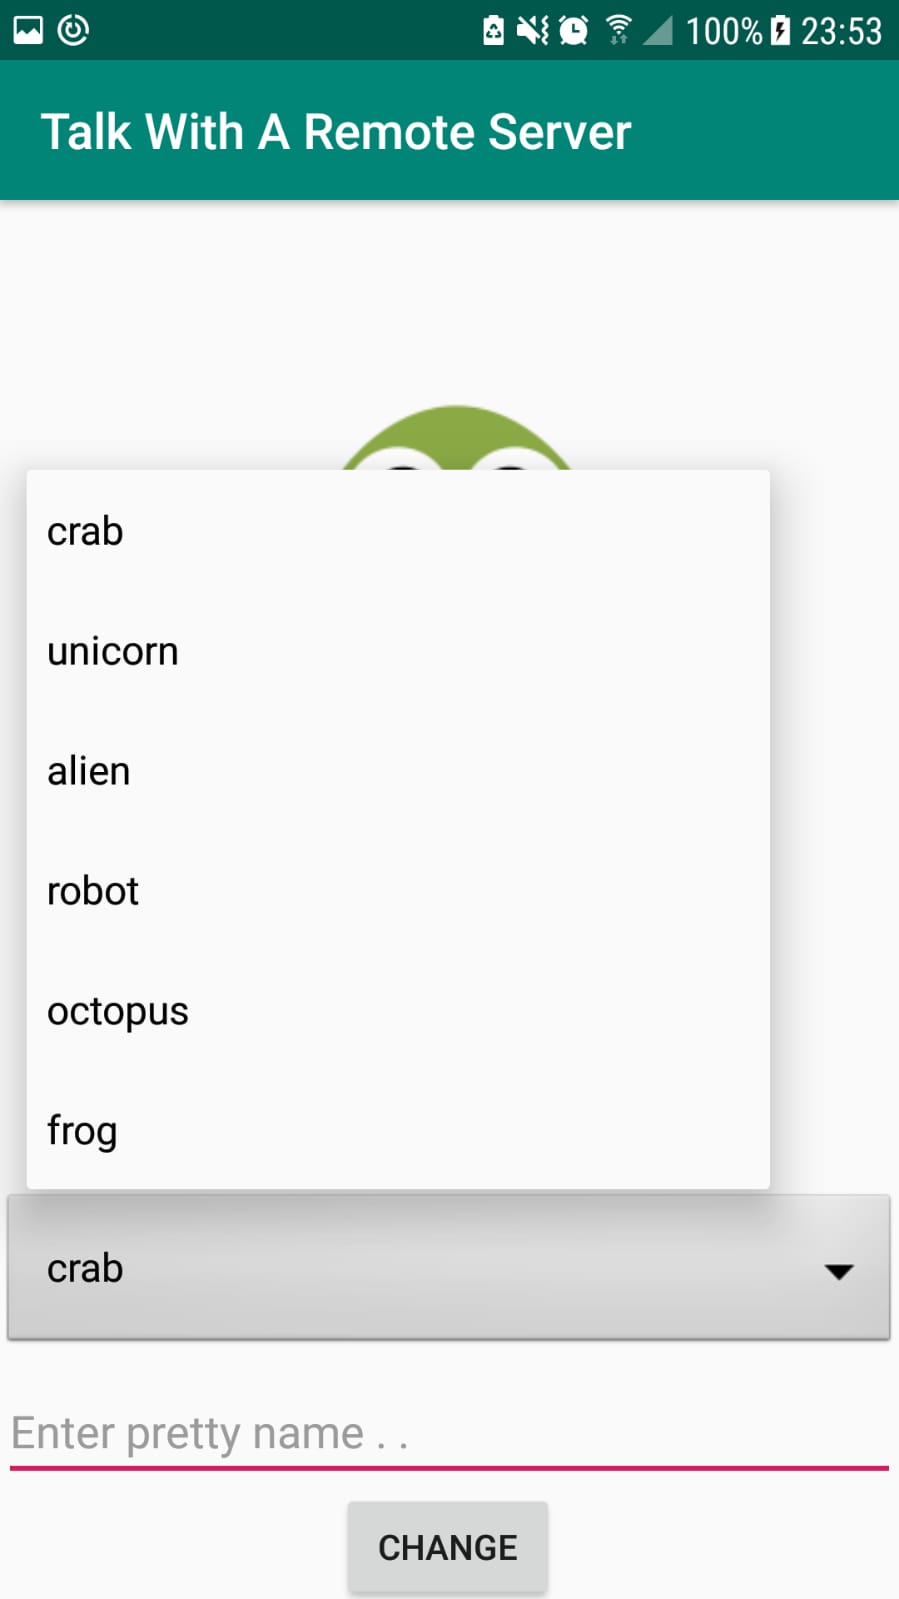 100% 23:53
Talk With A Remote Server
crab
unicorn
alien
robot
octopus
frog
crab
Enter pretty name . .
CHANGE